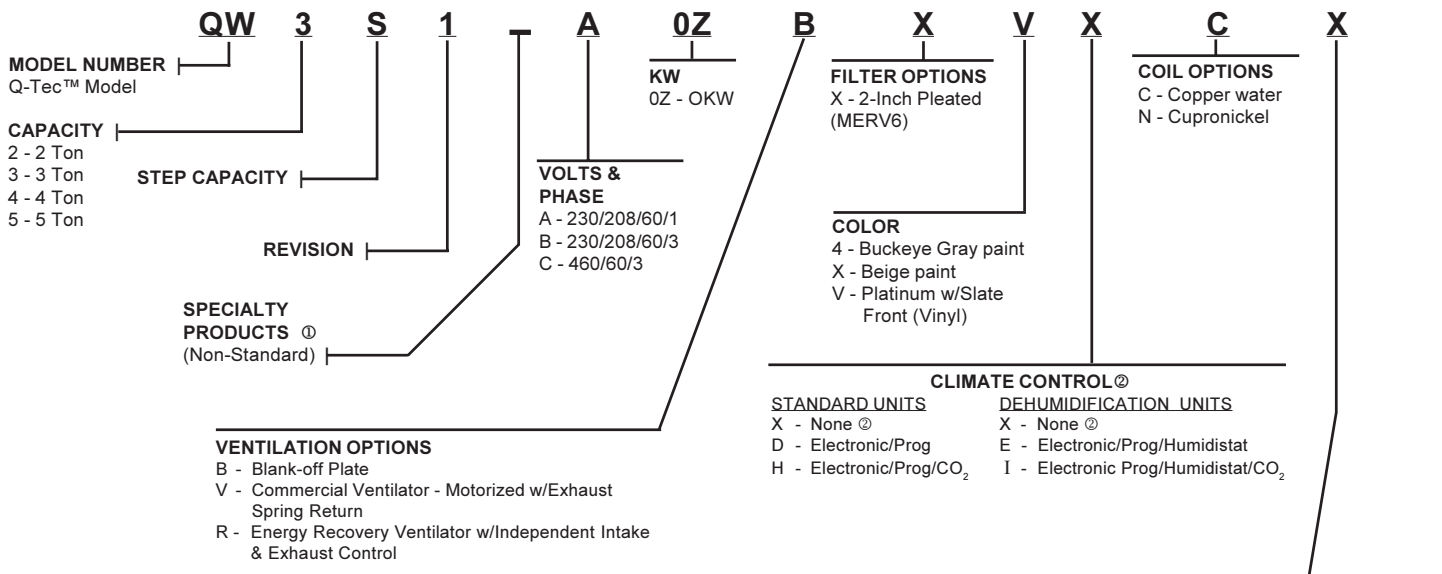 QW 3 S 1 – A 0Z B X V X C X
MODEL NUMBER
Q-Tec™ Model
CAPACITY
2 - 2 Ton
3 - 3 Ton
4 - 4 Ton
5 - 5 Ton
STEP CAPACITY
REVISION
SPECIALTY
PRODUCTS ①
(Non-Standard)
KW
0Z - OKW
VOLTS &
PHASE
A - 230/208/60/1
B - 230/208/60/3
C - 460/60/3
VENTILATION OPTIONS
B - Blank-off Plate
V - Commercial Ventilator - Motorized w/Exhaust
Spring Return
R - Energy Recovery Ventilator w/Independent Intake
& Exhaust Control
FILTER OPTIONS
X - 2-Inch Pleated
(MERV6)
COLOR
4 - Buckeye Gray paint
X - Beige paint
V - Platinum w/Slate
Front (Vinyl)
CLIMATE CONTROL②
STANDARD UNITS
X - None ②
D - Electronic/Prog
H - Electronic/Prog/CO₂
DEHUMIDIFICATION UNITS
X - None ②
E - Electronic/Prog/Humidistat
I - Electronic Prog/Humidistat/CO₂
COIL OPTIONS
C - Copper water
N - Cupronickel